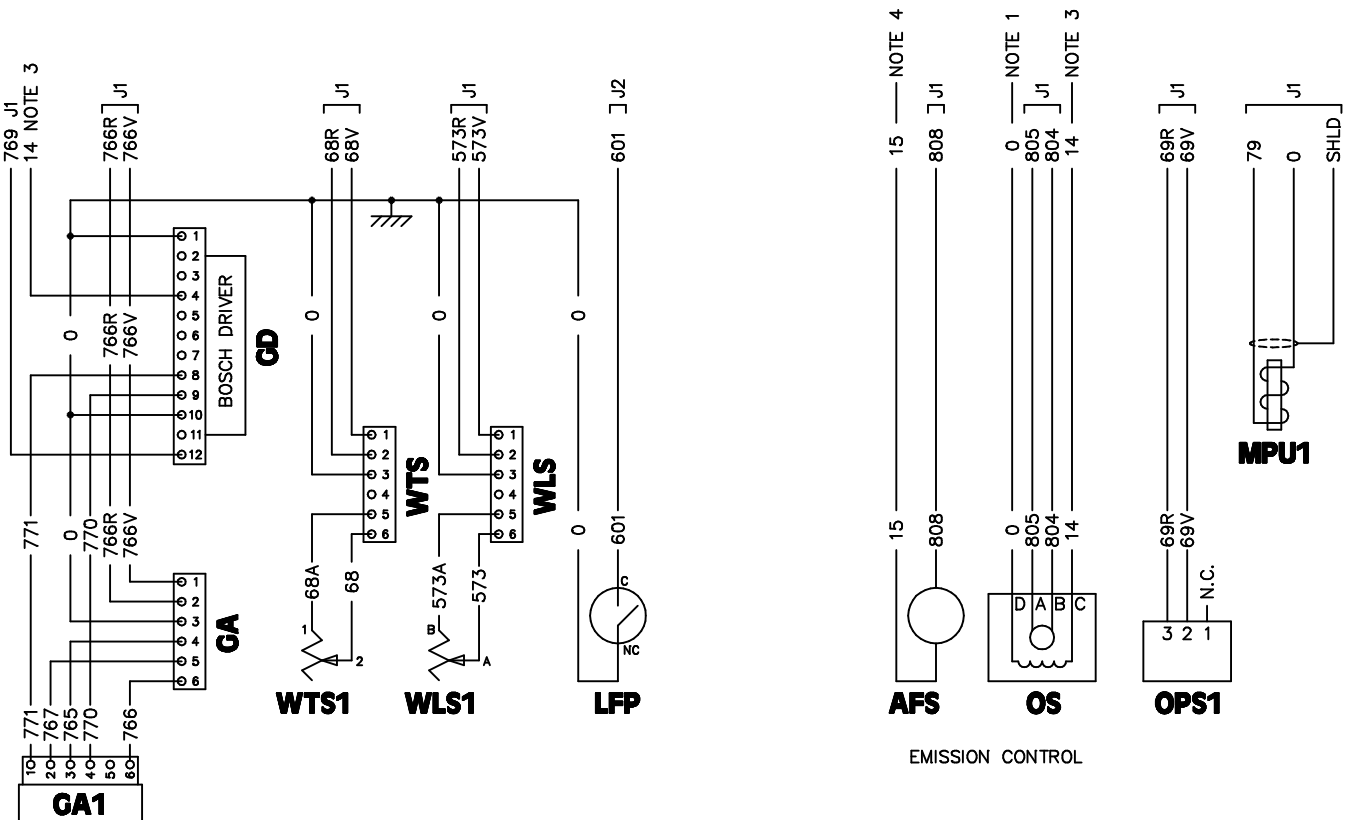 769 J1
14 NOTE 3
J1
766R
766V
J1
68R
68V
J1
573R
573V
J2
601
15 NOTE 4
J1
808
0 NOTE 1
J1
805
804
14 NOTE 3
J1
69R
69V
J1
79
0
SHLD
1
2
3
4
5
6
7
8
9
10
11
12
BOSCH DRIVER
GD
0
766R
766V
0
0
0
1
2
3
4
5
6
WTS
1
2
3
4
5
6
WLS
MPU1
771
0
770
766R
766V
0
601
15
808
0
805
804
14
69R
69V
N.C.
1
2
3
4
5
6
GA
68A
68
1
2
WTS1
573A
573
B
A
WLS1
C
NC
LFP
AFS
D A B C
OS
3 2 1
OPS1
EMISSION CONTROL
771
767
765
770
766
1
2
3
4
5
6
GA1